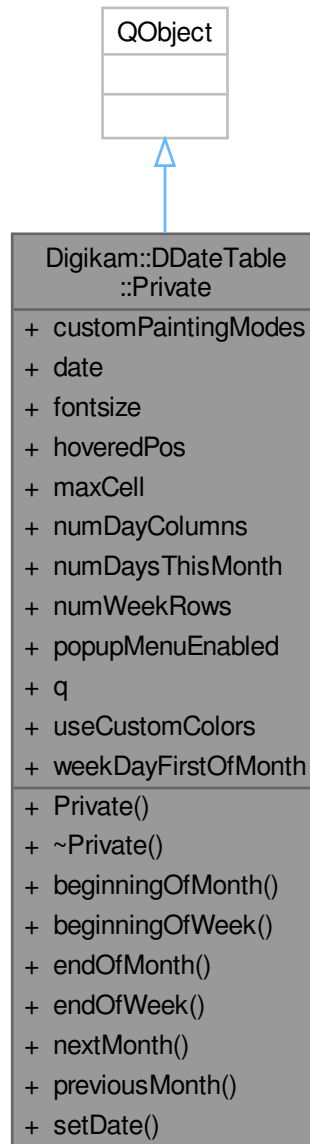 QObject
Digikam::DDateTable
::Private
+ customPaintingModes
+ date
+ fontsize
+ hoveredPos
+ maxCell
+ numDayColumns
+ numDaysThisMonth
+ numWeekRows
+ popupMenuEnabled
+ q
+ useCustomColors
+ weekDayFirstOfMonth
+ Private()
+ ~Private()
+ beginningOfMonth()
+ beginningOfWeek()
+ endOfMonth()
+ endOfWeek()
+ nextMonth()
+ previousMonth()
+ setDate()